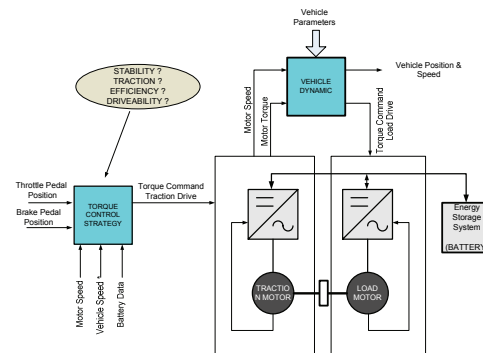 Vehicle
Parameters
STABILITY ?
TRACTION ?
EFFICIENCY ?
DRIVEABILITY ?
VEHICLE
DYNAMIC
Vehicle Position &
Speed
Motor Speed
Motor Torque
Torque Command
Load Drive
Throttle Pedal
Position
Brake Pedal
Position
TORQUE
CONTROL
STRATEGY
Torque Command
Traction Drive
Motor Speed
Vehicle Speed
Battery Data
Energy
Storage
System
(BATTERY)
TRACTIO
N MOTOR
LOAD
MOTOR